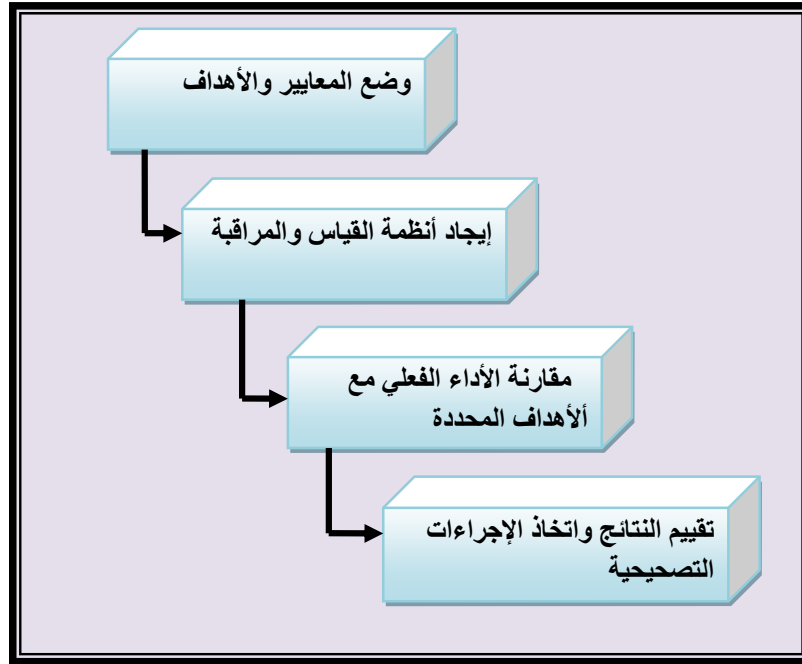 وضع المعايير والأهداف
إيجاد أنظمة القياس والمراقبة
مقارنة الأداء الفعلي مع
ألأهداف المحددة
تقييم النتائج واتخاذ الإجراءات
التصحيحية